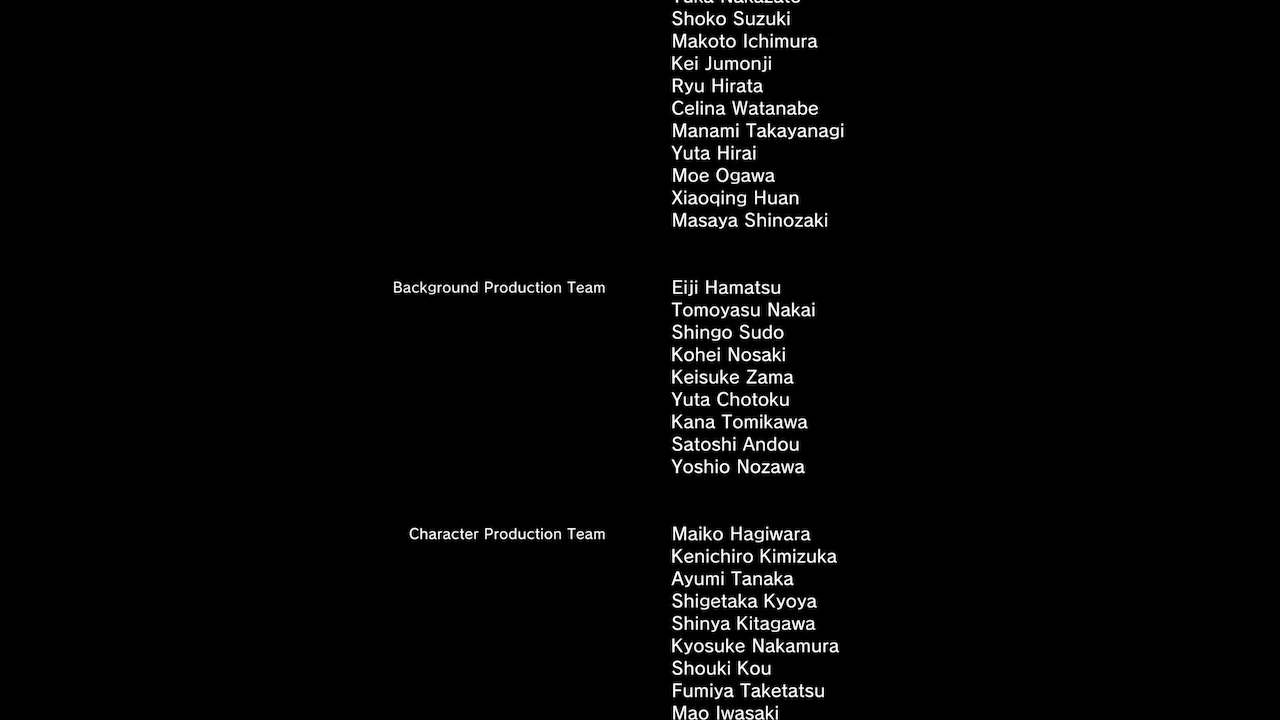 Yuka Nakazato
Shoko Suzuki
Makoto Ichimura
Kei Jumonji
Ryu Hirata
Celina Watanabe
Manami Takayanagi
Yuta Hirai
Moe Ogawa
Xiaoqing Huan
Masaya Shinozaki
Background Production Team Eiji Hamatsu
Tomoyasu Nakai
Shingo Sudo
Kohei Nosaki
Keisuke Zama
Yuta Chotoku
Kana Tomikawa
Satoshi Andou
Yoshio Nozawa
Character Production Team Maiko Hagiwara
Kenichiro Kimizuka
Ayumi Tanaka
Shigetaka Kyoya
Shinya Kitagawa
Kyosuke Nakamura
Shouki Kou
Fumiya Taketatsu
Mao Iwasaki